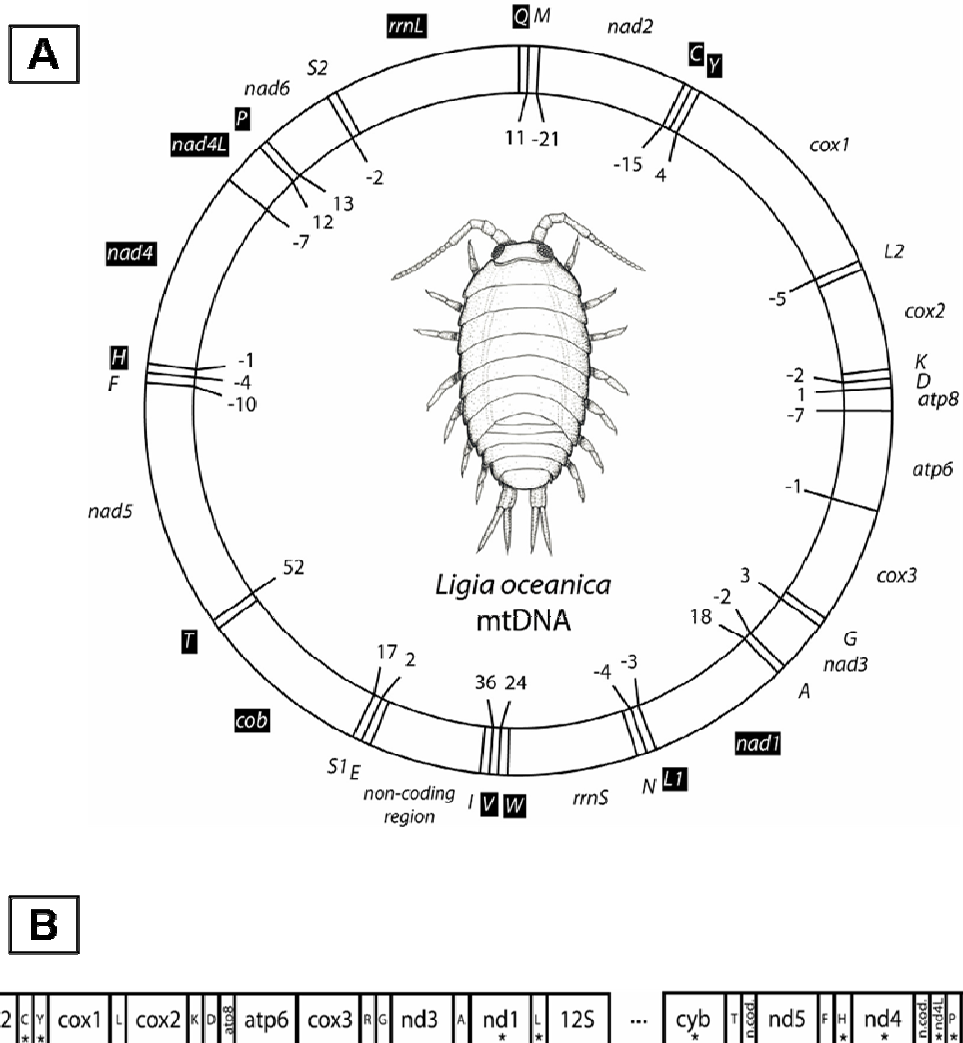 A
rrnL
Q M
nad2
C
Y
S2
nad6
P
nad4L
cox1
11 -21
-15
4
-2
13
12
-7
nad4
L2
-5
cox2
H
F
-1
-4
-10
K
D
atp8
-2
1
-7
atp6
-1
nad5
cox3
52
3
-2
18
Ligia oceanica
mtDNA
T
G
nad3
A
17 2
36 24
-4 -3
cob
nad1
S1 E
non-coding
region
I V W
rrnS
N L1
B
2 C Y cox1 L cox2 K D atp8 atp6 cox3 R G nd3 A nd1 L 12S ... cyb T n.cod. nd5 F H nd4 n.cod. nd4L P
* * * * * * * * *